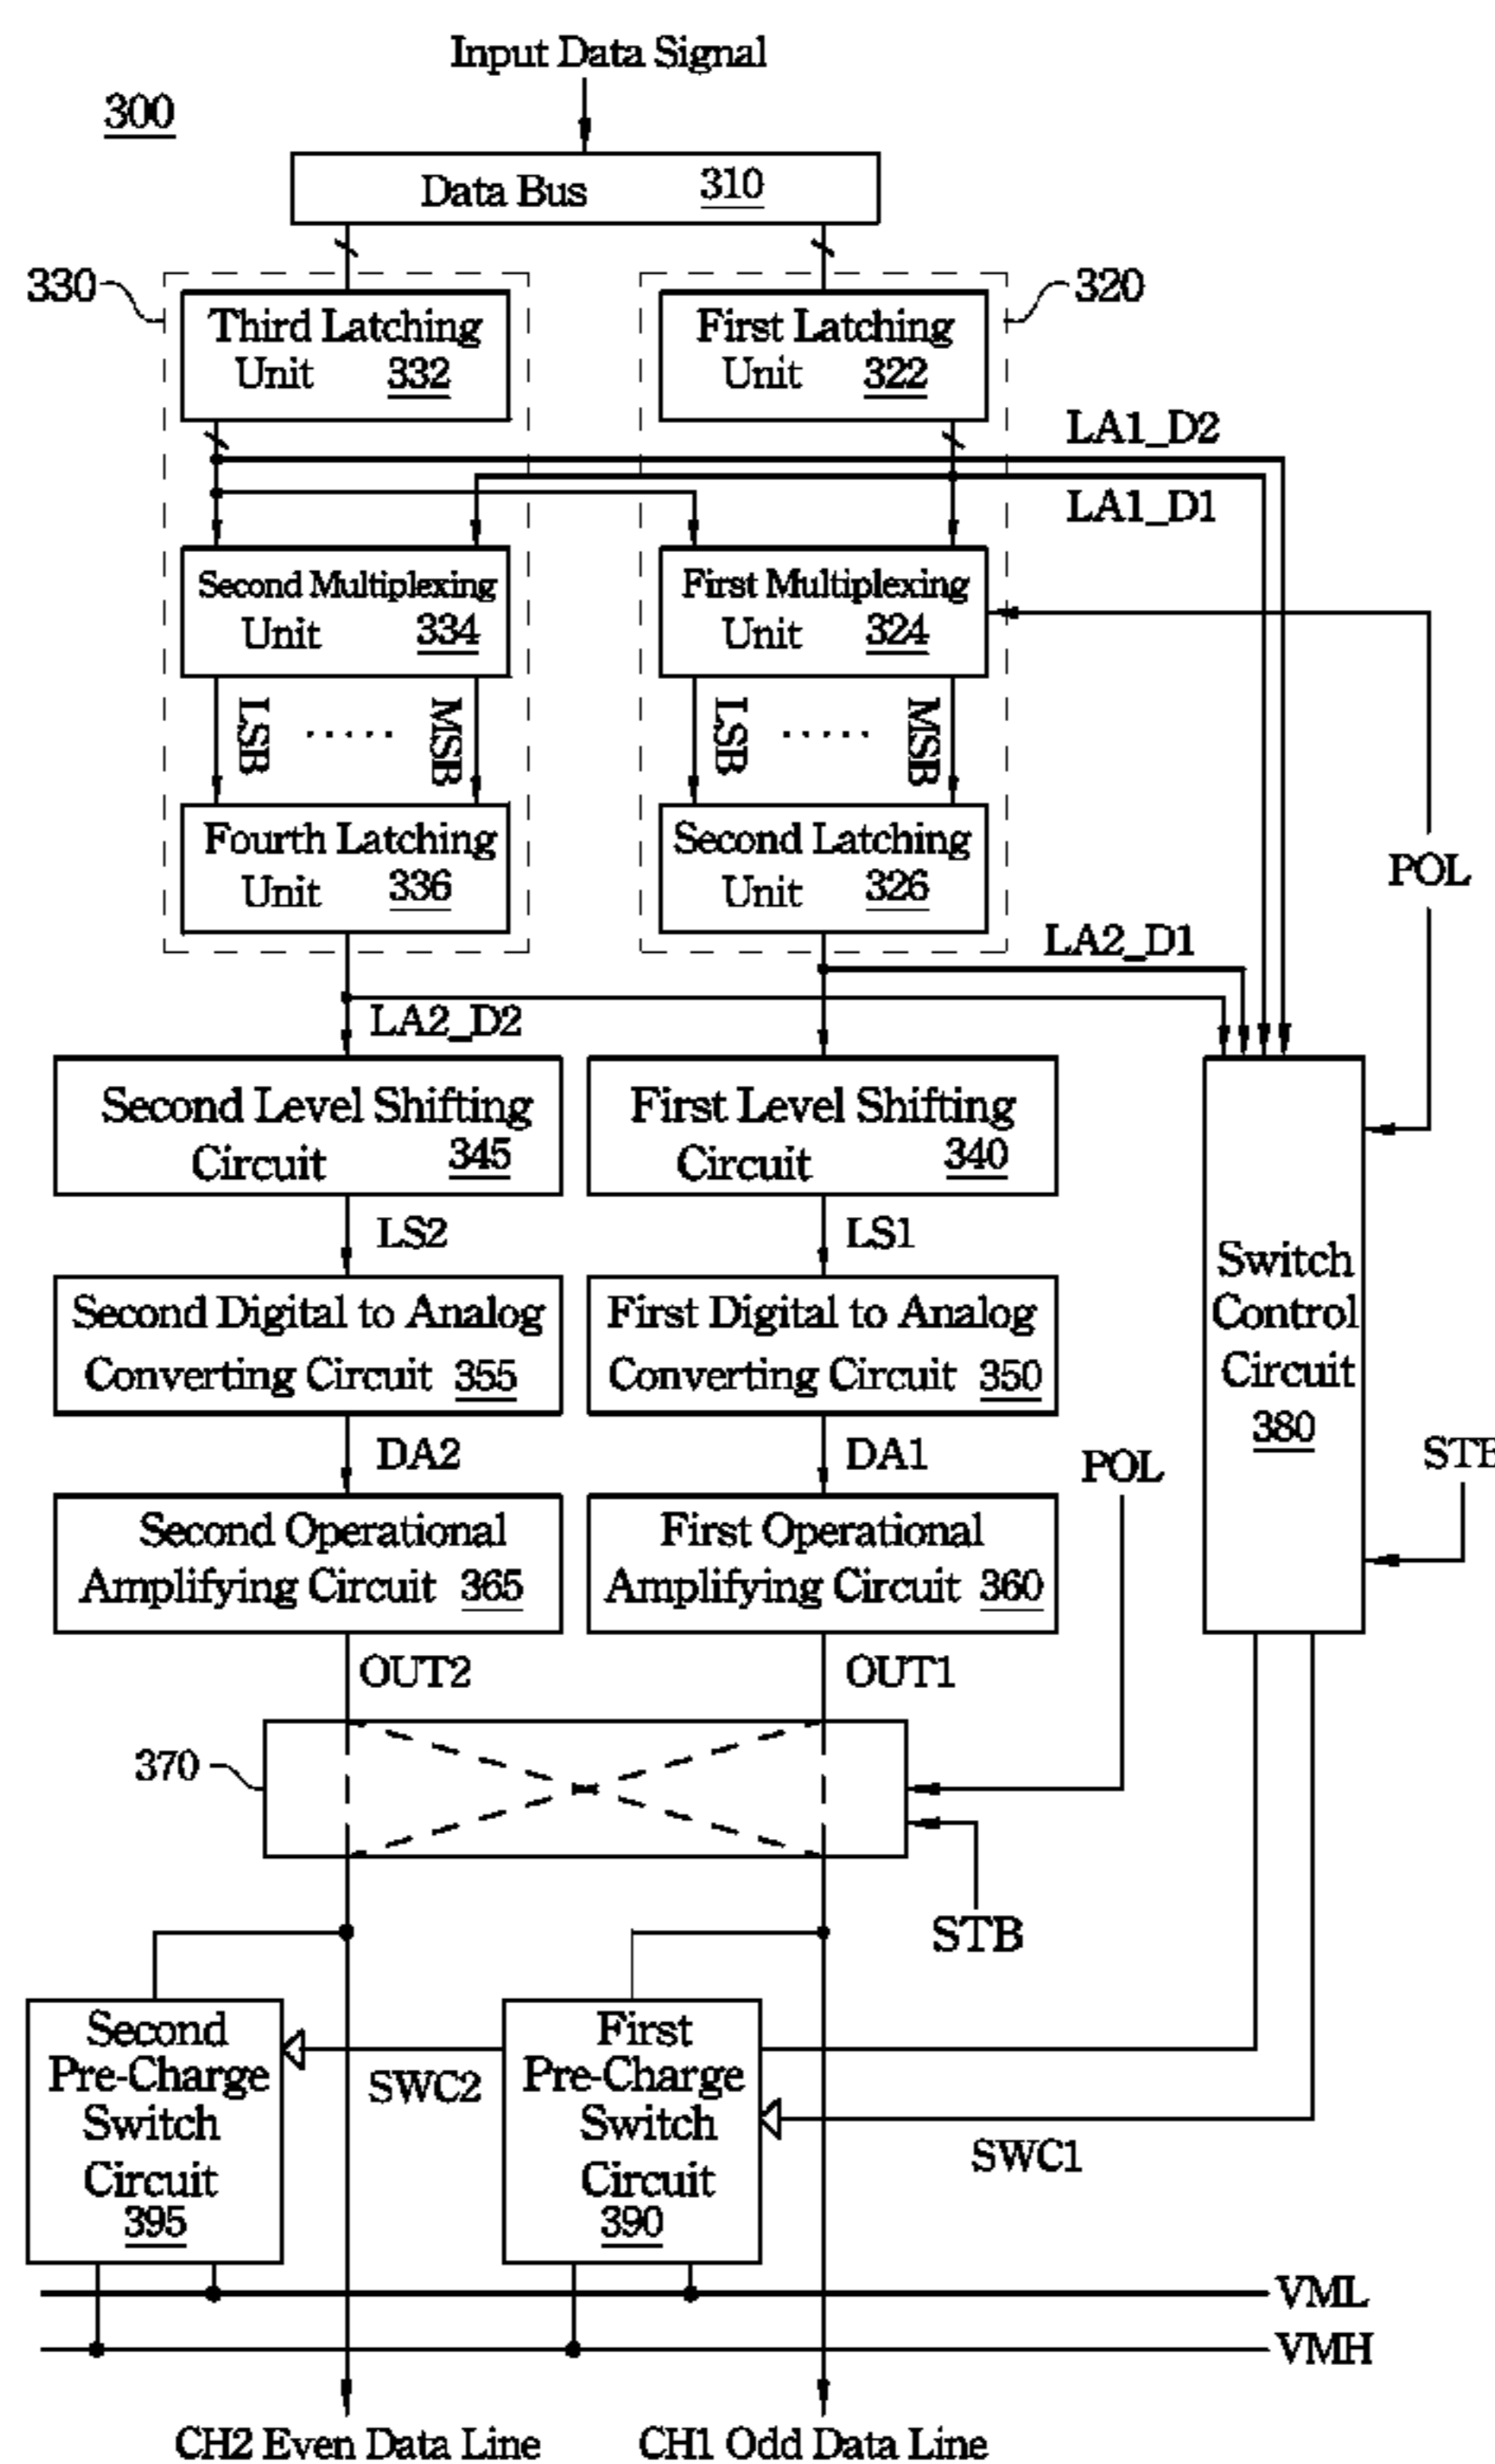 Input Data Signal
300
Data Bus 310
330
320
Third Latching
Unit 332
First Latching
Unit 322
LA1_D2
LA1_D1
Second Multiplexing
Unit 334
First Multiplexing
Unit 324
LSB ..... MSB
LSB ..... MSB
POL
Fourth Latching
Unit 336
Second Latching
Unit 326
LA2_D1
LA2_D2
Second Level Shifting
Circuit 345
First Level Shifting
Circuit 340
LS2
LS1
Switch
Control
Circuit
380
Second Digital to Analog
Converting Circuit 355
First Digital to Analog
Converting Circuit 350
DA2
DA1
POL
STB
Second Operational
Amplifying Circuit 365
First Operational
Amplifying Circuit 360
OUT2
OUT1
370
STB
Second
Pre-Charge
Switch
Circuit
395
SWC2
First
Pre-Charge
Switch
Circuit
390
SWC1
VML
VMH
CH2 Even Data Line
CH1 Odd Data Line